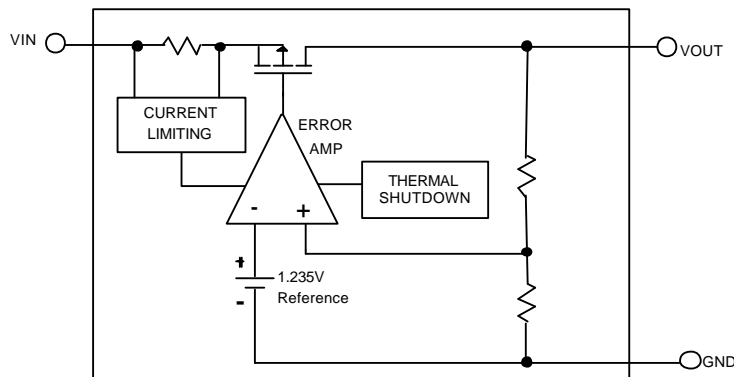 VIN
VOUT
CURRENT
LIMITING
ERROR
AMP
THERMAL
SHUTDOWN
- +
+
1.235V
- Reference
GND